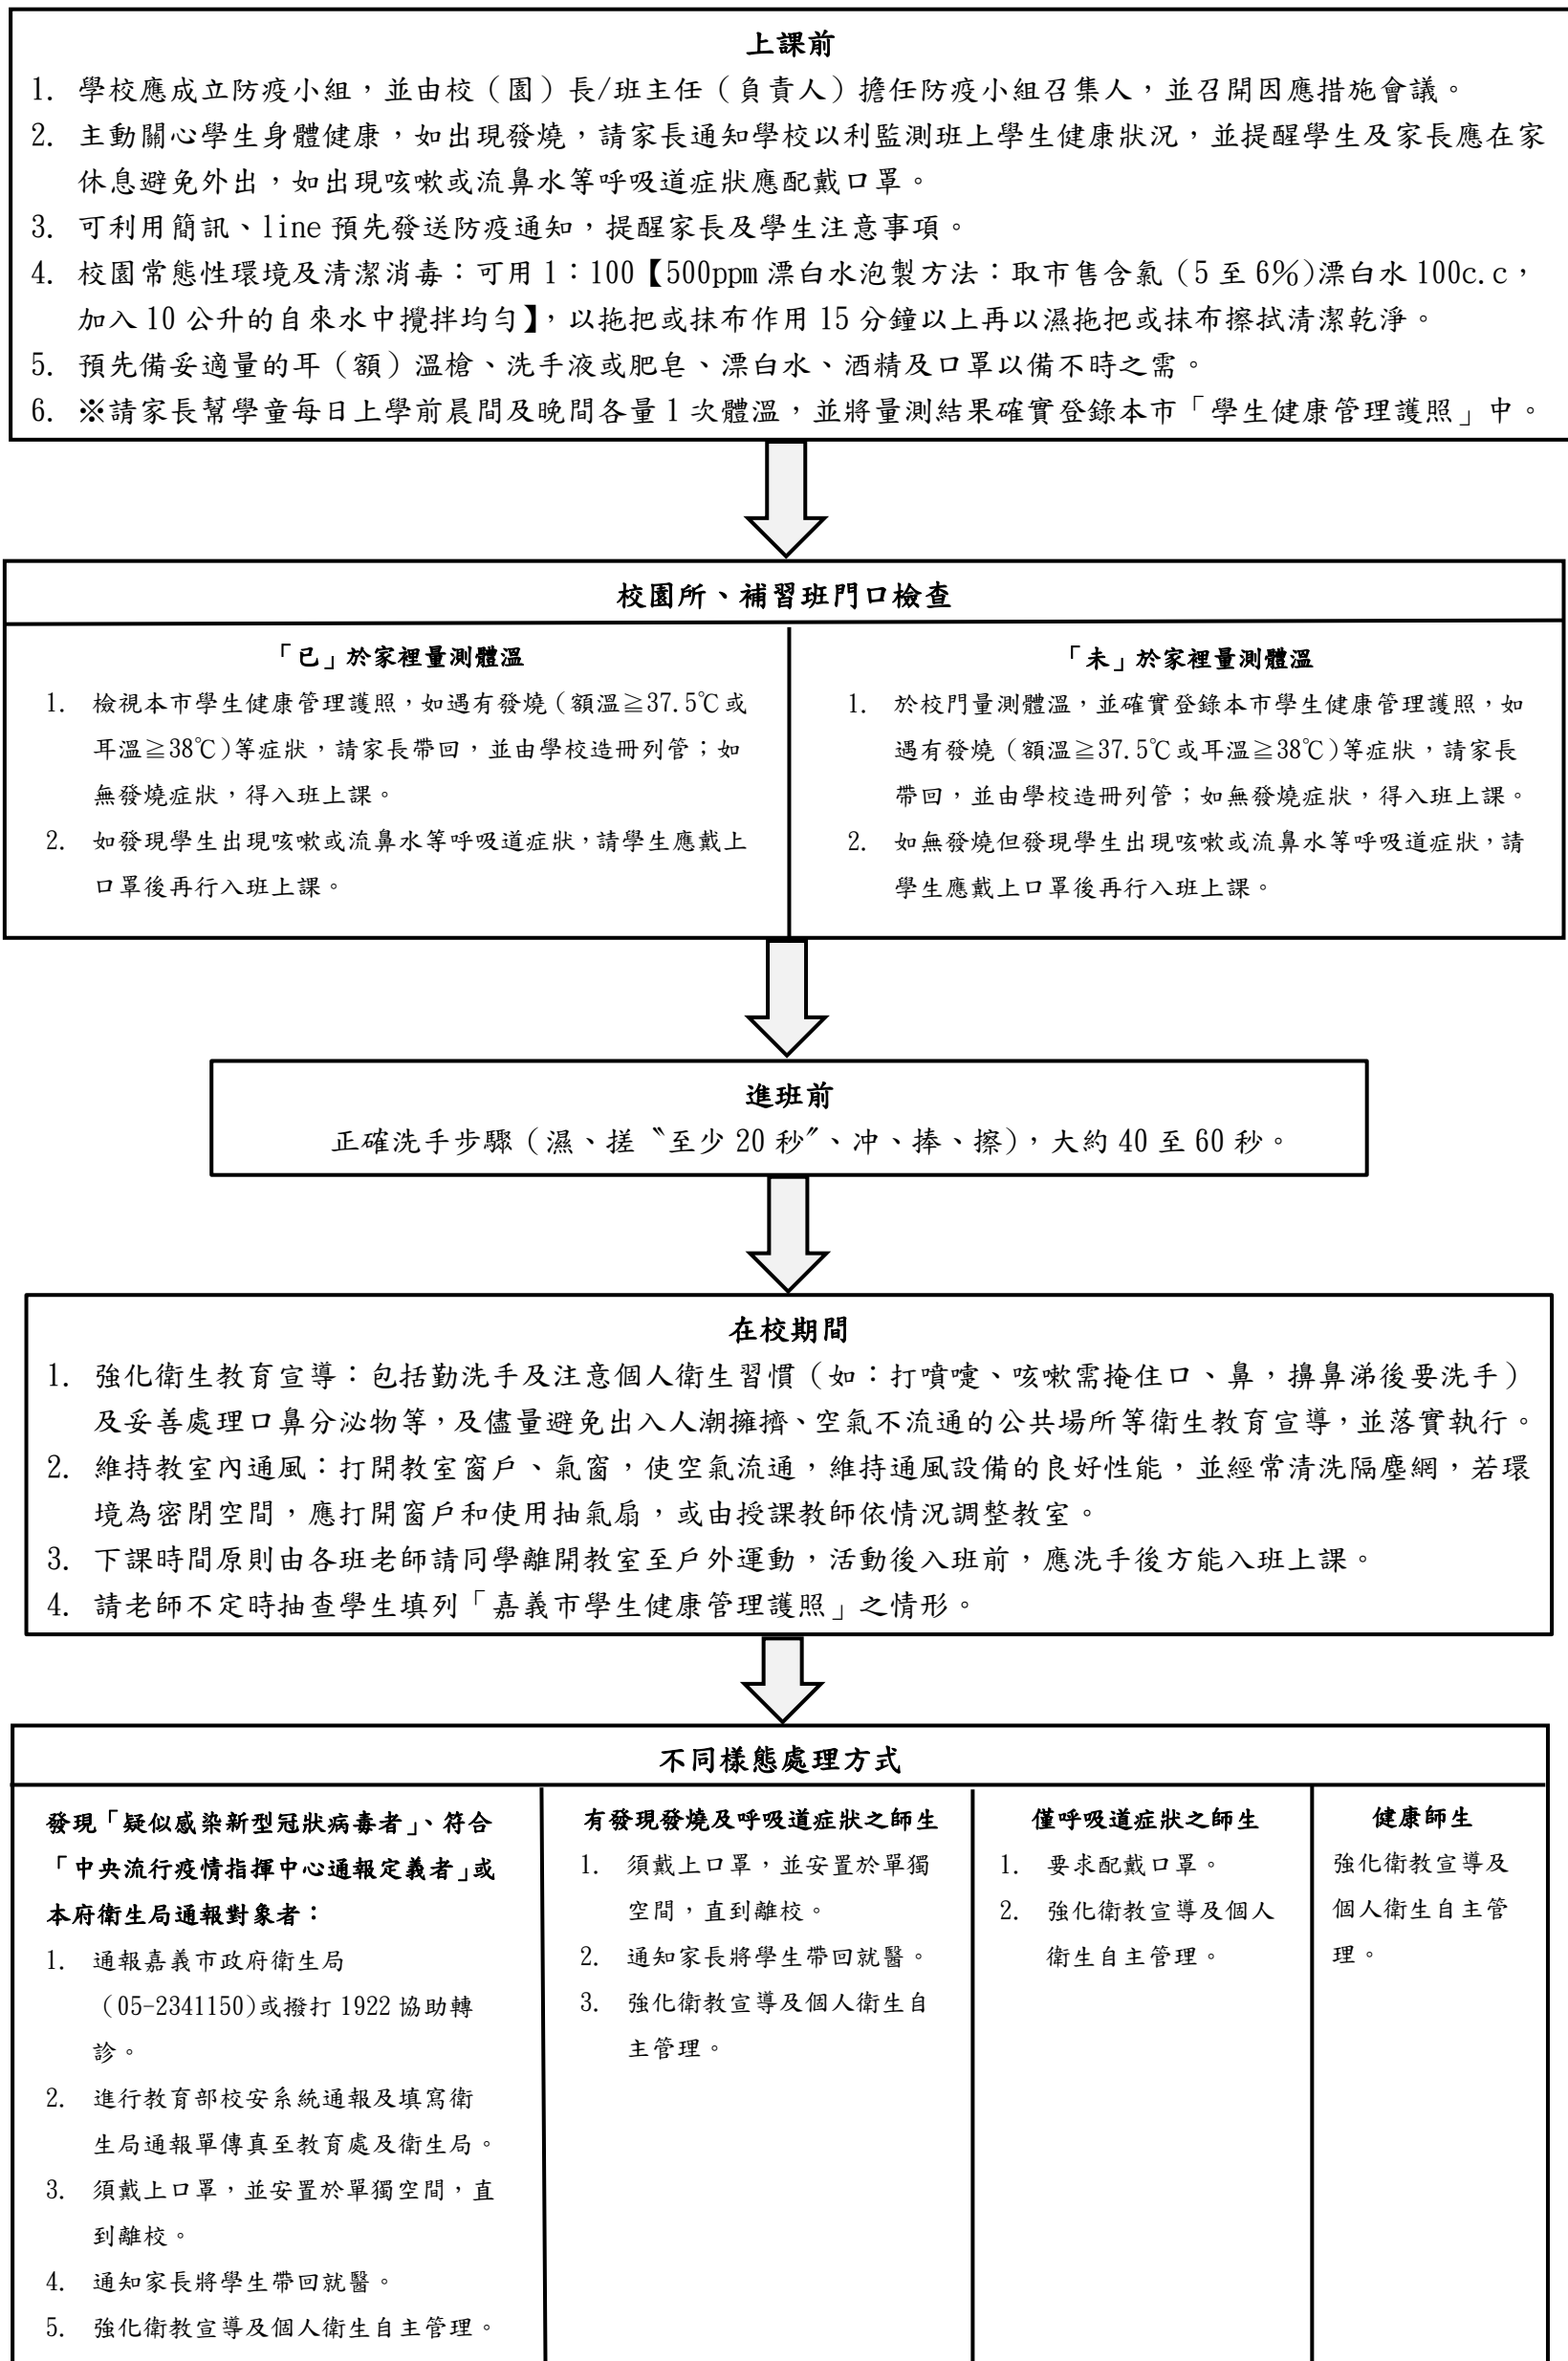 上課前
1. 學校應成立防疫小組，並由校（園）長/班主任（負責人）擔任防疫小組召集人，並召開因應措施會議。
2. 主動關心學生身體健康，如出現發燒，請家長通知學校以利監測班上學生健康狀況，並提醒學生及家長應在家
休息避免外出，如出現咳嗽或流鼻水等呼吸道症狀應配戴口罩。
3. 可利用簡訊、line 預先發送防疫通知，提醒家長及學生注意事項。
4. 校園常態性環境及清潔消毒：可用 1：100【500ppm 漂白水泡製方法：取市售含氯（5 至 6%)漂白水 100c.c，
加入 10 公升的自來水中攪拌均勻】，以拖把或抹布作用 15 分鐘以上再以濕拖把或抹布擦拭清潔乾淨。
5. 預先備妥適量的耳（額）溫槍、洗手液或肥皂、漂白水、酒精及口罩以備不時之需。
6. ※請家長幫學童每日上學前晨間及晚間各量 1 次體溫，並將量測結果確實登錄本市「學生健康管理護照」中。
校園所、補習班門口檢查
「已」於家裡量測體溫
1. 檢視本市學生健康管理護照，如遇有發燒（額溫≧37.5℃或
耳溫≧38℃)等症狀，請家長帶回，並由學校造冊列管；如
無發燒症狀，得入班上課。
2. 如發現學生出現咳嗽或流鼻水等呼吸道症狀，請學生應戴上
口罩後再行入班上課。
「未」於家裡量測體溫
1. 於校門量測體溫，並確實登錄本市學生健康管理護照，如
遇有發燒（額溫≧37.5℃或耳溫≧38℃)等症狀，請家長
帶回，並由學校造冊列管；如無發燒症狀，得入班上課。
2. 如無發燒但發現學生出現咳嗽或流鼻水等呼吸道症狀，請
學生應戴上口罩後再行入班上課。
進班前
正確洗手步驟（濕、搓〝至少 20 秒〞、沖、捧、擦)，大約 40 至 60 秒。
在校期間
1. 強化衛生教育宣導：包括勤洗手及注意個人衛生習慣（如：打噴嚏、咳嗽需掩住口、鼻，擤鼻涕後要洗手）
及妥善處理口鼻分泌物等，及儘量避免出入人潮擁擠、空氣不流通的公共場所等衛生教育宣導，並落實執行。
2. 維持教室內通風：打開教室窗戶、氣窗，使空氣流通，維持通風設備的良好性能，並經常清洗隔塵網，若環
境為密閉空間，應打開窗戶和使用抽氣扇，或由授課教師依情況調整教室。
3. 下課時間原則由各班老師請同學離開教室至戶外運動，活動後入班前，應洗手後方能入班上課。
4. 請老師不定時抽查學生填列「嘉義市學生健康管理護照」之情形。
不同樣態處理方式
發現「疑似感染新型冠狀病毒者」、符合
「中央流行疫情指揮中心通報定義者」或
本府衛生局通報對象者：
1. 通報嘉義市政府衛生局
（05-2341150)或撥打 1922 協助轉
診。
2. 進行教育部校安系統通報及填寫衛
生局通報單傳真至教育處及衛生局。
3. 須戴上口罩，並安置於單獨空間，直
到離校。
4. 通知家長將學生帶回就醫。
5. 強化衛教宣導及個人衛生自主管理。
有發現發燒及呼吸道症狀之師生
1. 須戴上口罩，並安置於單獨
空間，直到離校。
2. 通知家長將學生帶回就醫。
3. 強化衛教宣導及個人衛生自
主管理。
僅呼吸道症狀之師生
1. 要求配戴口罩。
2. 強化衛教宣導及個人
衛生自主管理。
健康師生
強化衛教宣導及
個人衛生自主管
理。